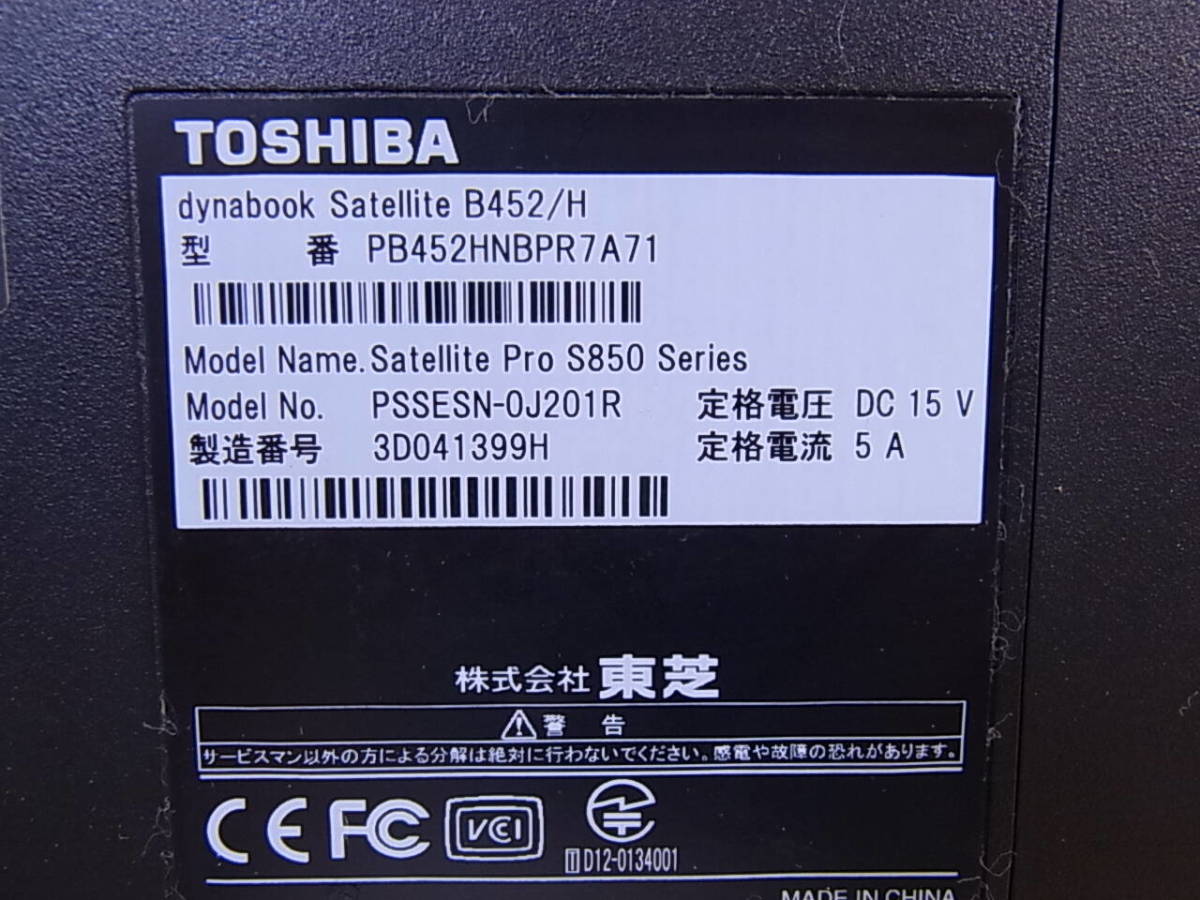 TOSHIBA
dynabook Satellite B452/H
型 番 PB452HNBPR7A71
Model Name. Satellite Pro S850 Series
Model No. PSSESN-0J201R 定格電圧 DC 15 V
製造番号 3D041399H 定格電流 5 A
株式会社 東芝
⚠警 告
サービスマン以外の方による分解は絶対に行わないでください。感電や故障の恐れがあります。
CE FC VCI
T D12-0134001
MADE IN CHINA